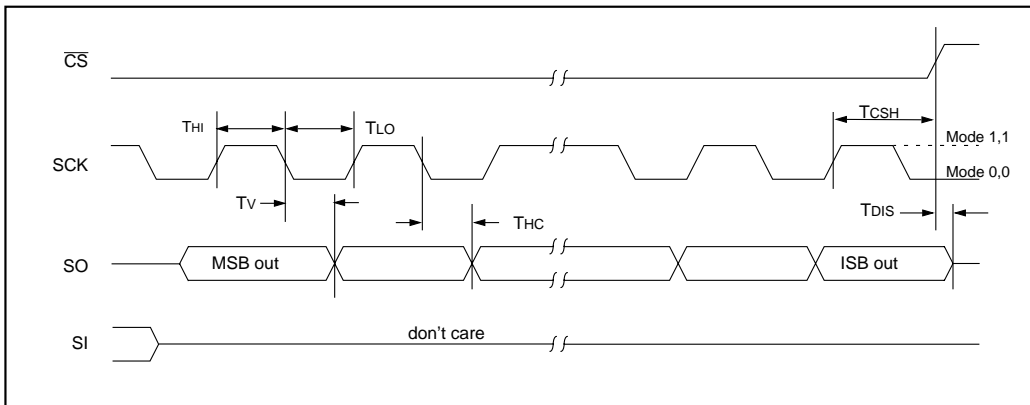 CS
THI
TLO
TCSH
SCK
Mode 1,1
Mode 0,0
TV
THC
TDIS
SO
MSB out
ISB out
SI
don't care